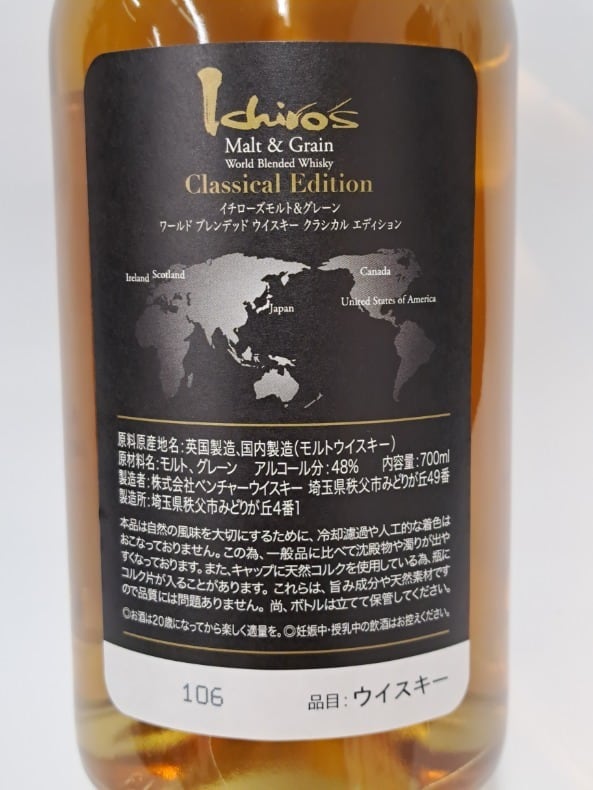 Ichiro's
Malt & Grain
World Blended Whisky
Classical Edition
イチローズモルト&グレーン
ワールド ブレンデッド ウイスキー クラシカル エディション
Ireland Scotland
Canada
Japan
United States of America
原料原産地名：英国製造、国内製造（モルトウイスキー）
原材料名：モルト、グレーン　アルコール分：48%　内容量：700ml
製造者：株式会社ベンチャーウイスキー 埼玉県秩父市みどりが丘49番
製造所：埼玉県秩父市みどりが丘4番1
本品は自然の風味を大切にするために、冷却濾過や人工的な着色は
おこなっておりません。この為、一般品に比べて沈殿物や濁りが出や
すくなっております。また、キャップに天然コルクを使用している為、瓶に
コルク片が入ることがあります。これらは、旨み成分や天然素材です
ので品質には問題ありません。尚、ボトルは立てて保管してください。
◎お酒は20歳になってから楽しく適量を。◎妊娠中・授乳中の飲酒はお控えください。
106
品目：ウイスキー